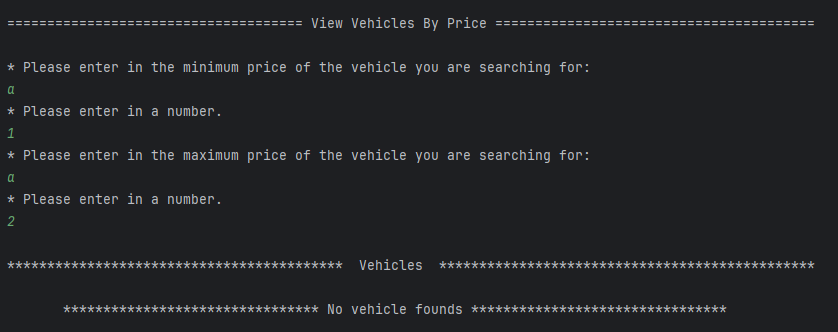 ===================================== View Vehicles By Price ========================================
* Please enter in the minimum price of the vehicle you are searching for:
a
* Please enter in a number.
1
* Please enter in the maximum price of the vehicle you are searching for:
a
* Please enter in a number.
2
****************************************** Vehicles ***********************************************
******************************** No vehicle founds ********************************